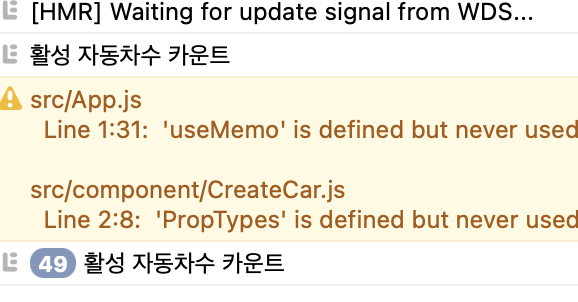 [HMR] Waiting for update signal from WDS...
활성 자동차수 카운트
src/App.js
Line 1:31: 'useMemo' is defined but never used
src/component/CreateCar.js
Line 2:8: 'PropTypes' is defined but never used
49 활성 자동차수 카운트